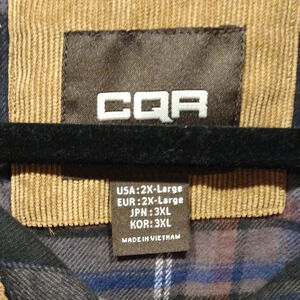 CQR
USA: 2X-Large
EUR: 2X-Large
JPN: 3XL
KOR: 3XL
MADE IN VIETNAM